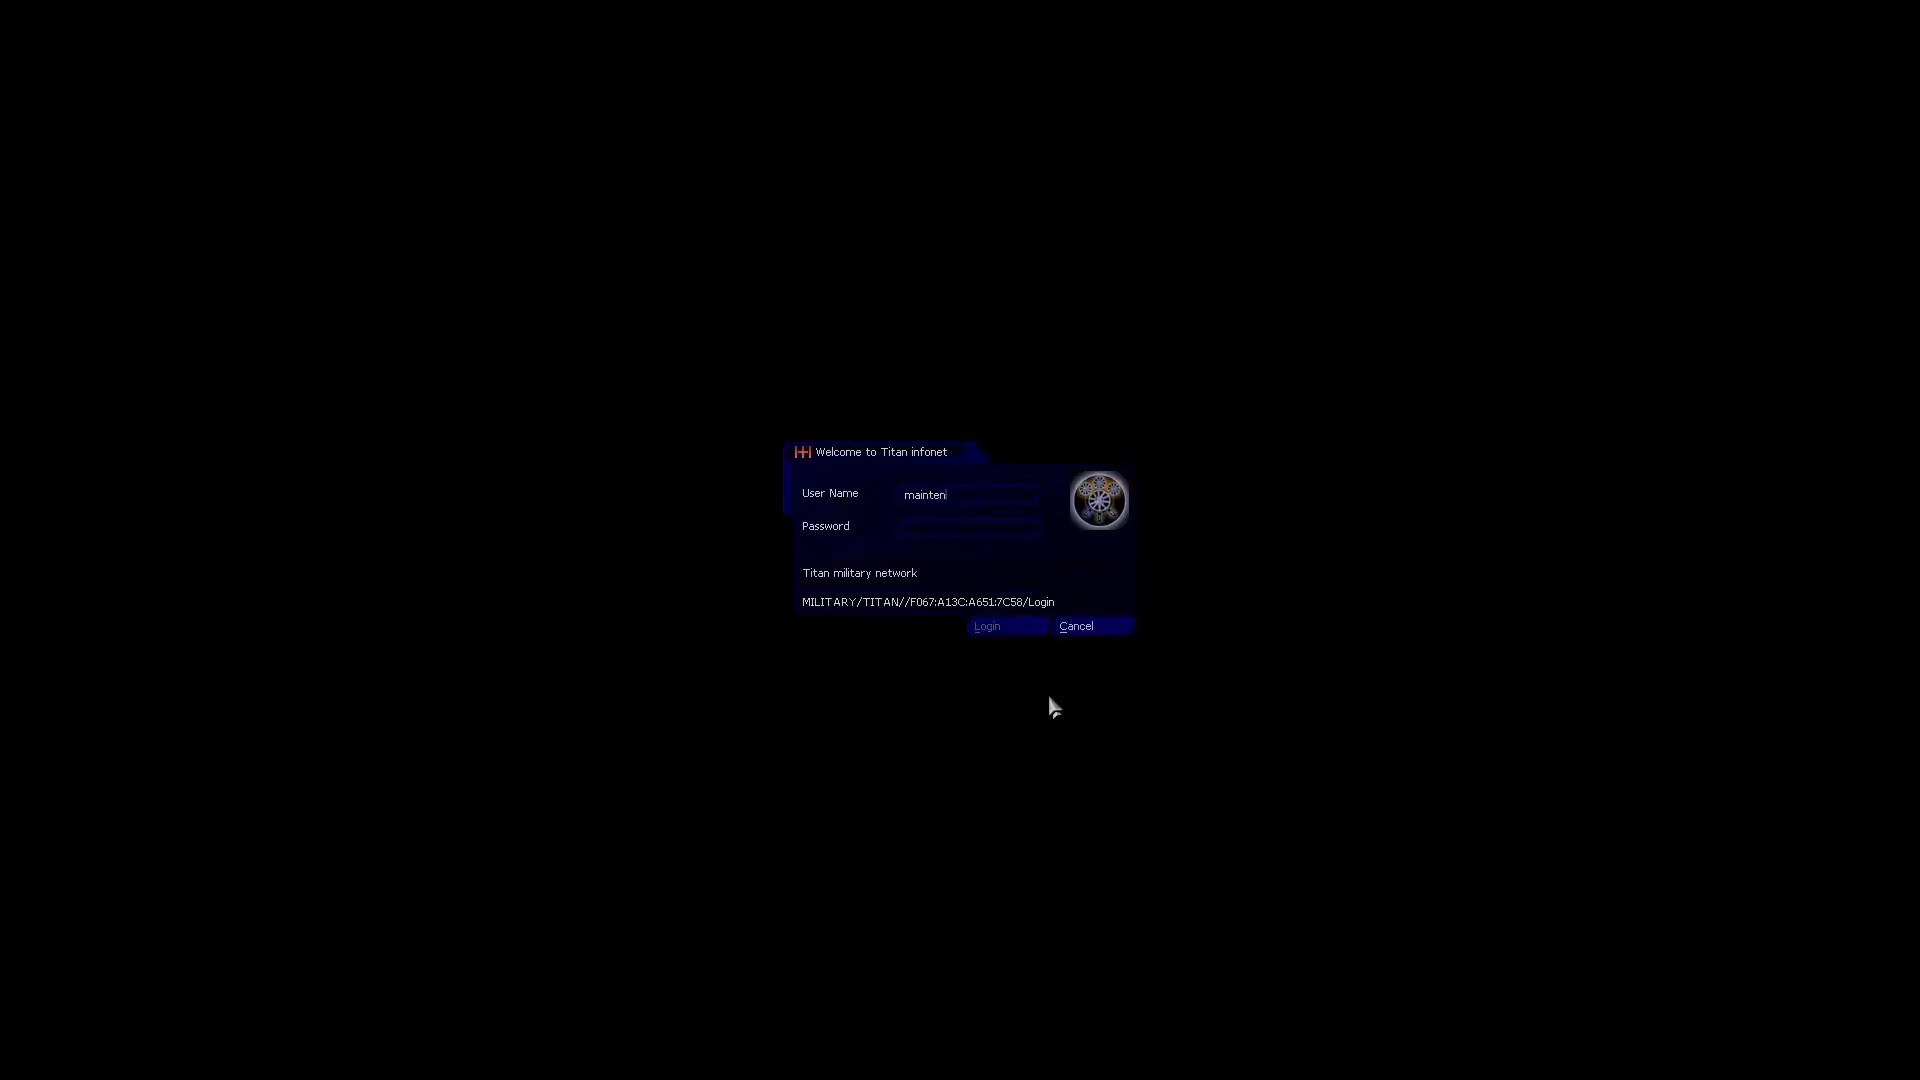 Welcome to Titan infonet
User Name mainten
Password
Titan military network
MILITARY/TITAN//F067:A13C:A651:7C58/Login
Login Cancel